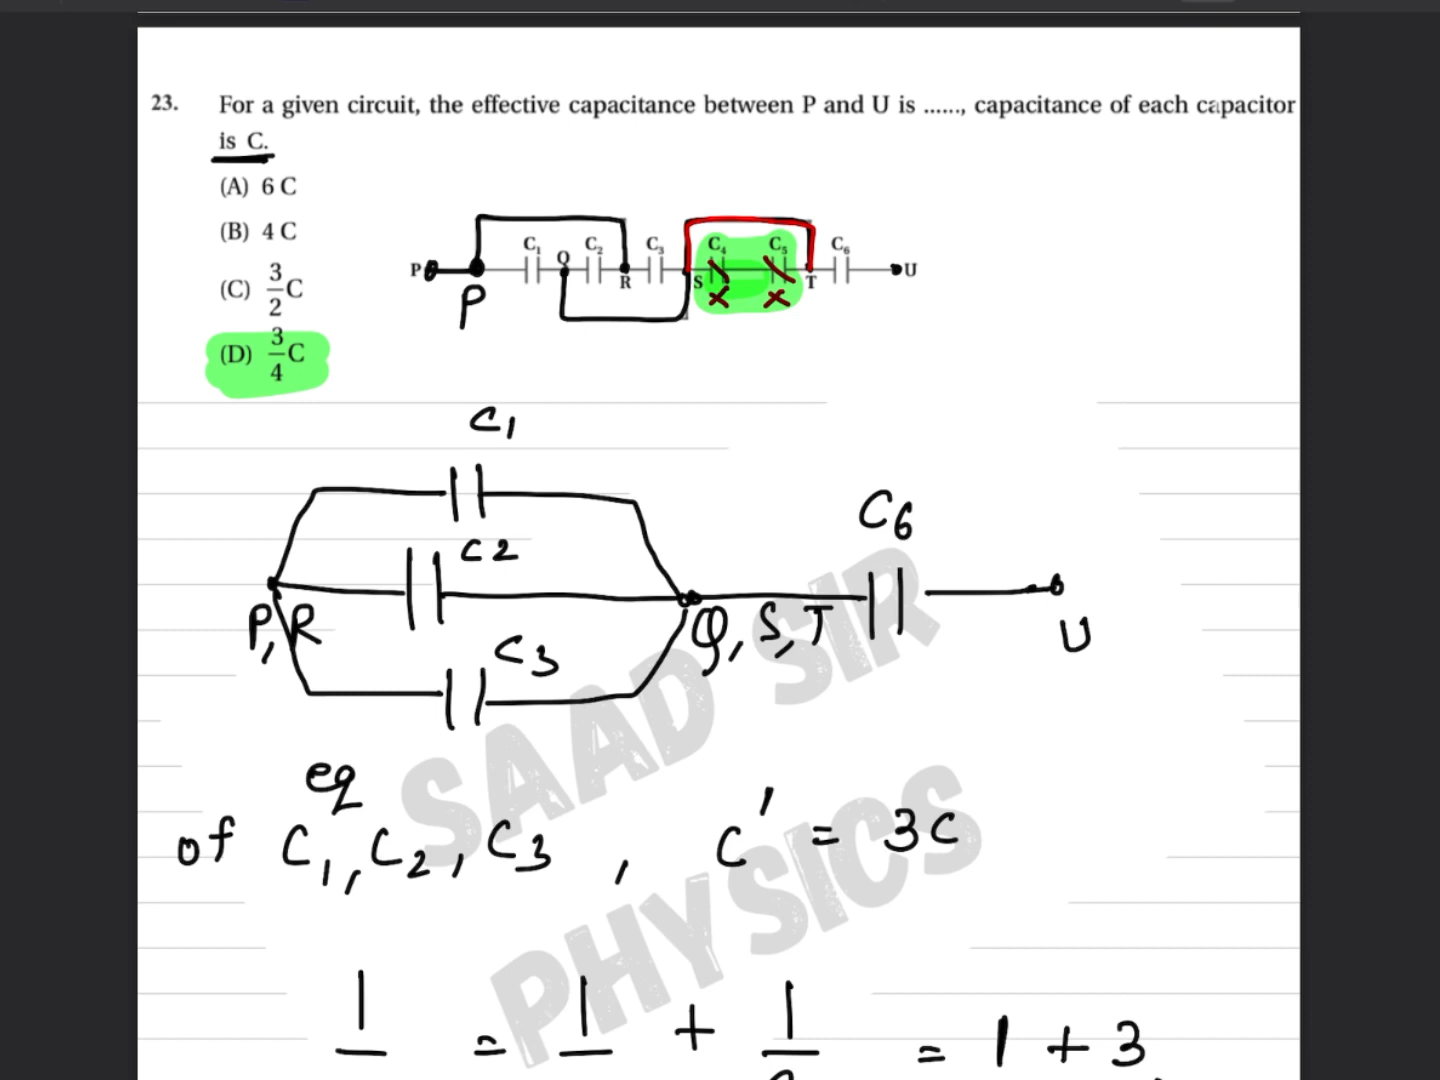 23. For a given circuit, the effective capacitance between P and U is ......, capacitance of each capacitor
is C.
(A) 6 C
(B) 4 C
(C) 3/2 C
(D) 3/4 C
C₁ C₂ C₃ C₄ C₅ C₆
P Q R S T U
P
C₁
C2
C3
C6
P, R
Q, S, T
U
eq
of C₁, C₂, C₃ , C' = 3C
1 = 1 + 1 = 1 + 3
SAAD SIR
PHYSICS